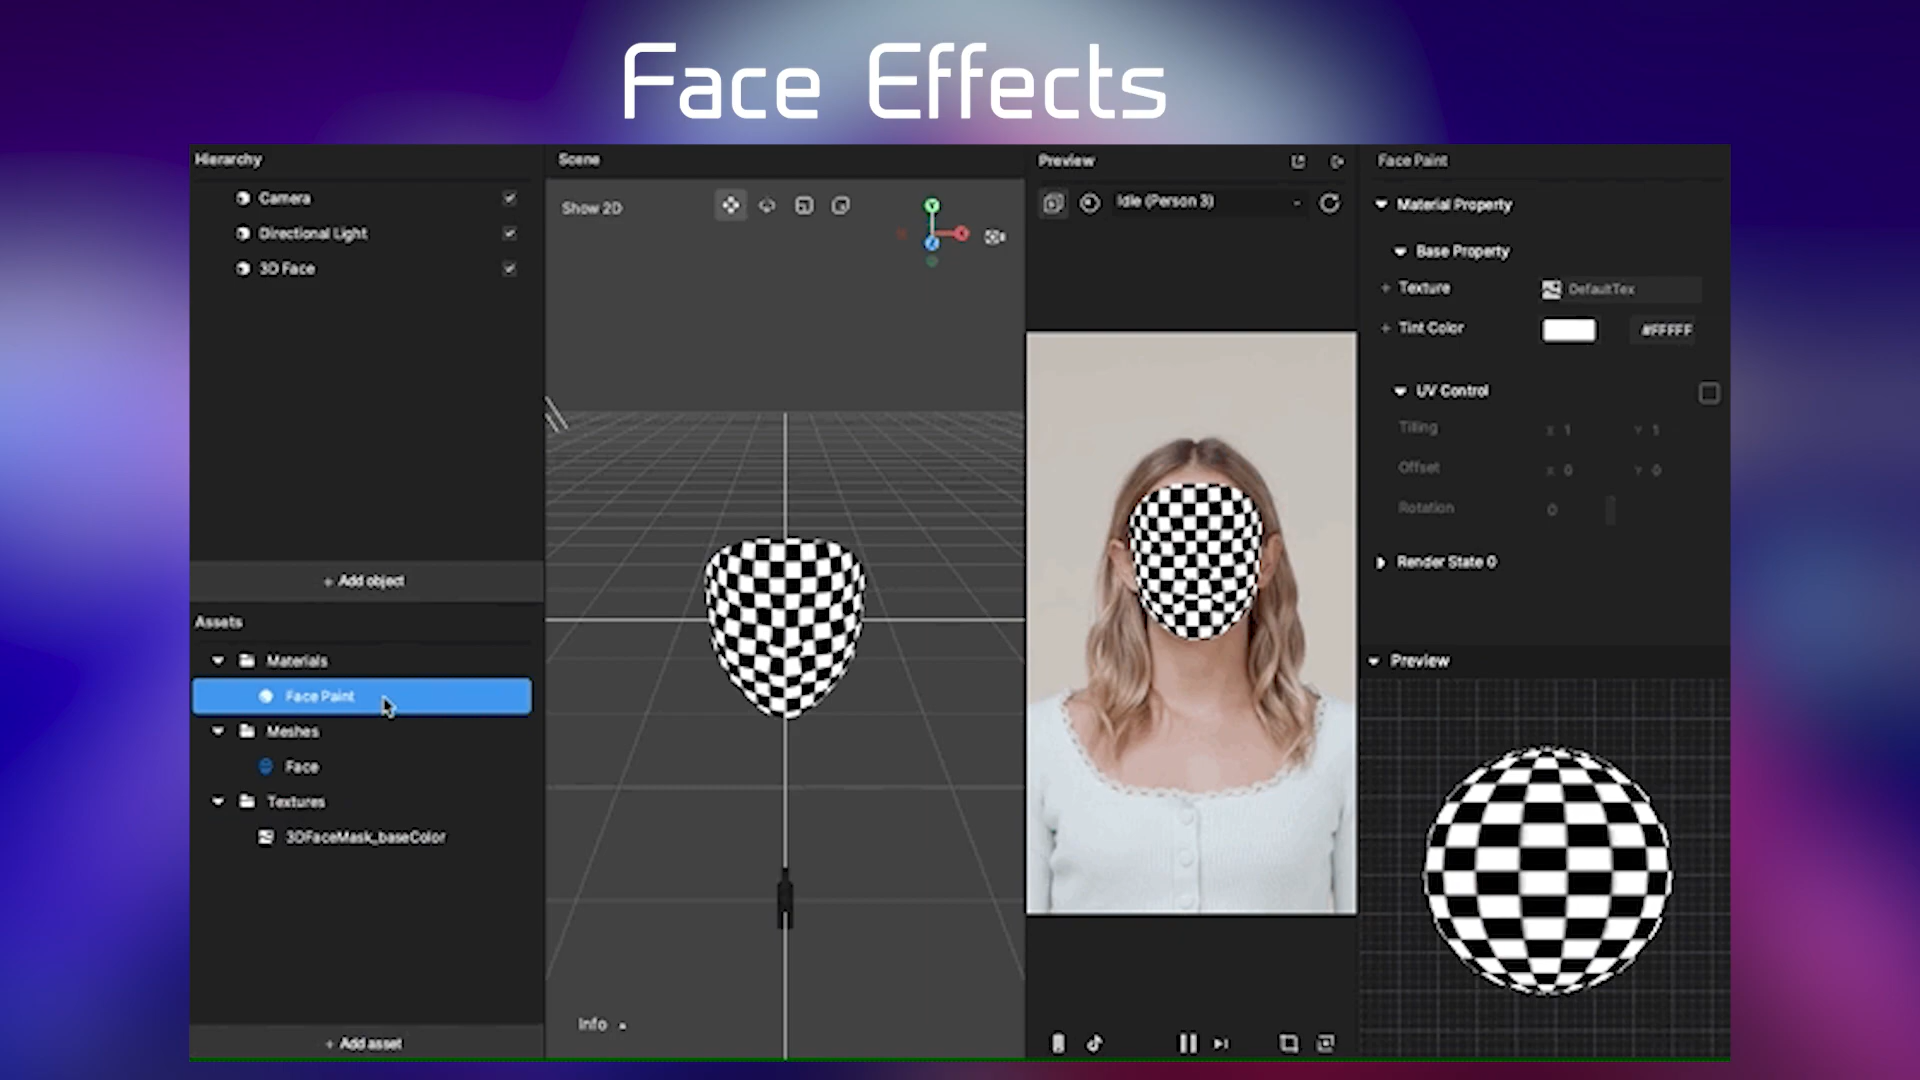 Face Effects
Hierarchy
Camera
Directional Light
3D Face
+ Add object
Assets
Materials
Face Paint
Meshes
Face
Textures
3DFaceMask_baseColor
+ Add asset
Scene
Show 2D
Y
X
Z
Info
Preview
Idle (Person 3)
Face Paint
Material Property
Base Property
+ Texture DefaultTex
+ Tint Color #FFFFF
UV Control
Tilling X 1 Y 1
Offset X 0 Y 0
Rotation 0
Render State 0
Preview